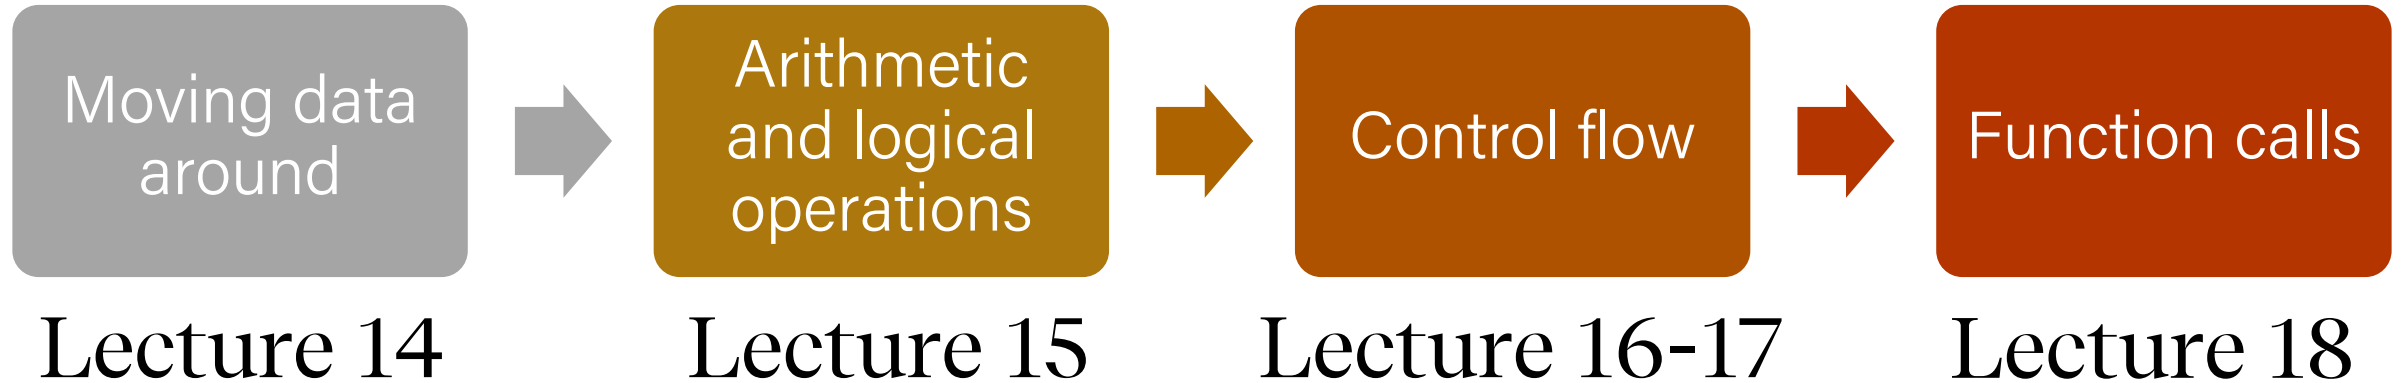 Moving data
around
Arithmetic
and logical
operations
Control flow
Function calls
Lecture 14
Lecture 15
Lecture 16-17
Lecture 18